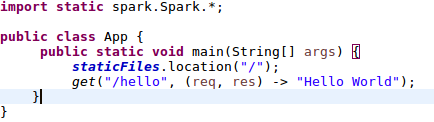 import static spark.Spark.*;
public class App {
public static void main(String[] args) {
staticFiles.location("/");
get("/hello", (req, res) -> "Hello World");
}
}